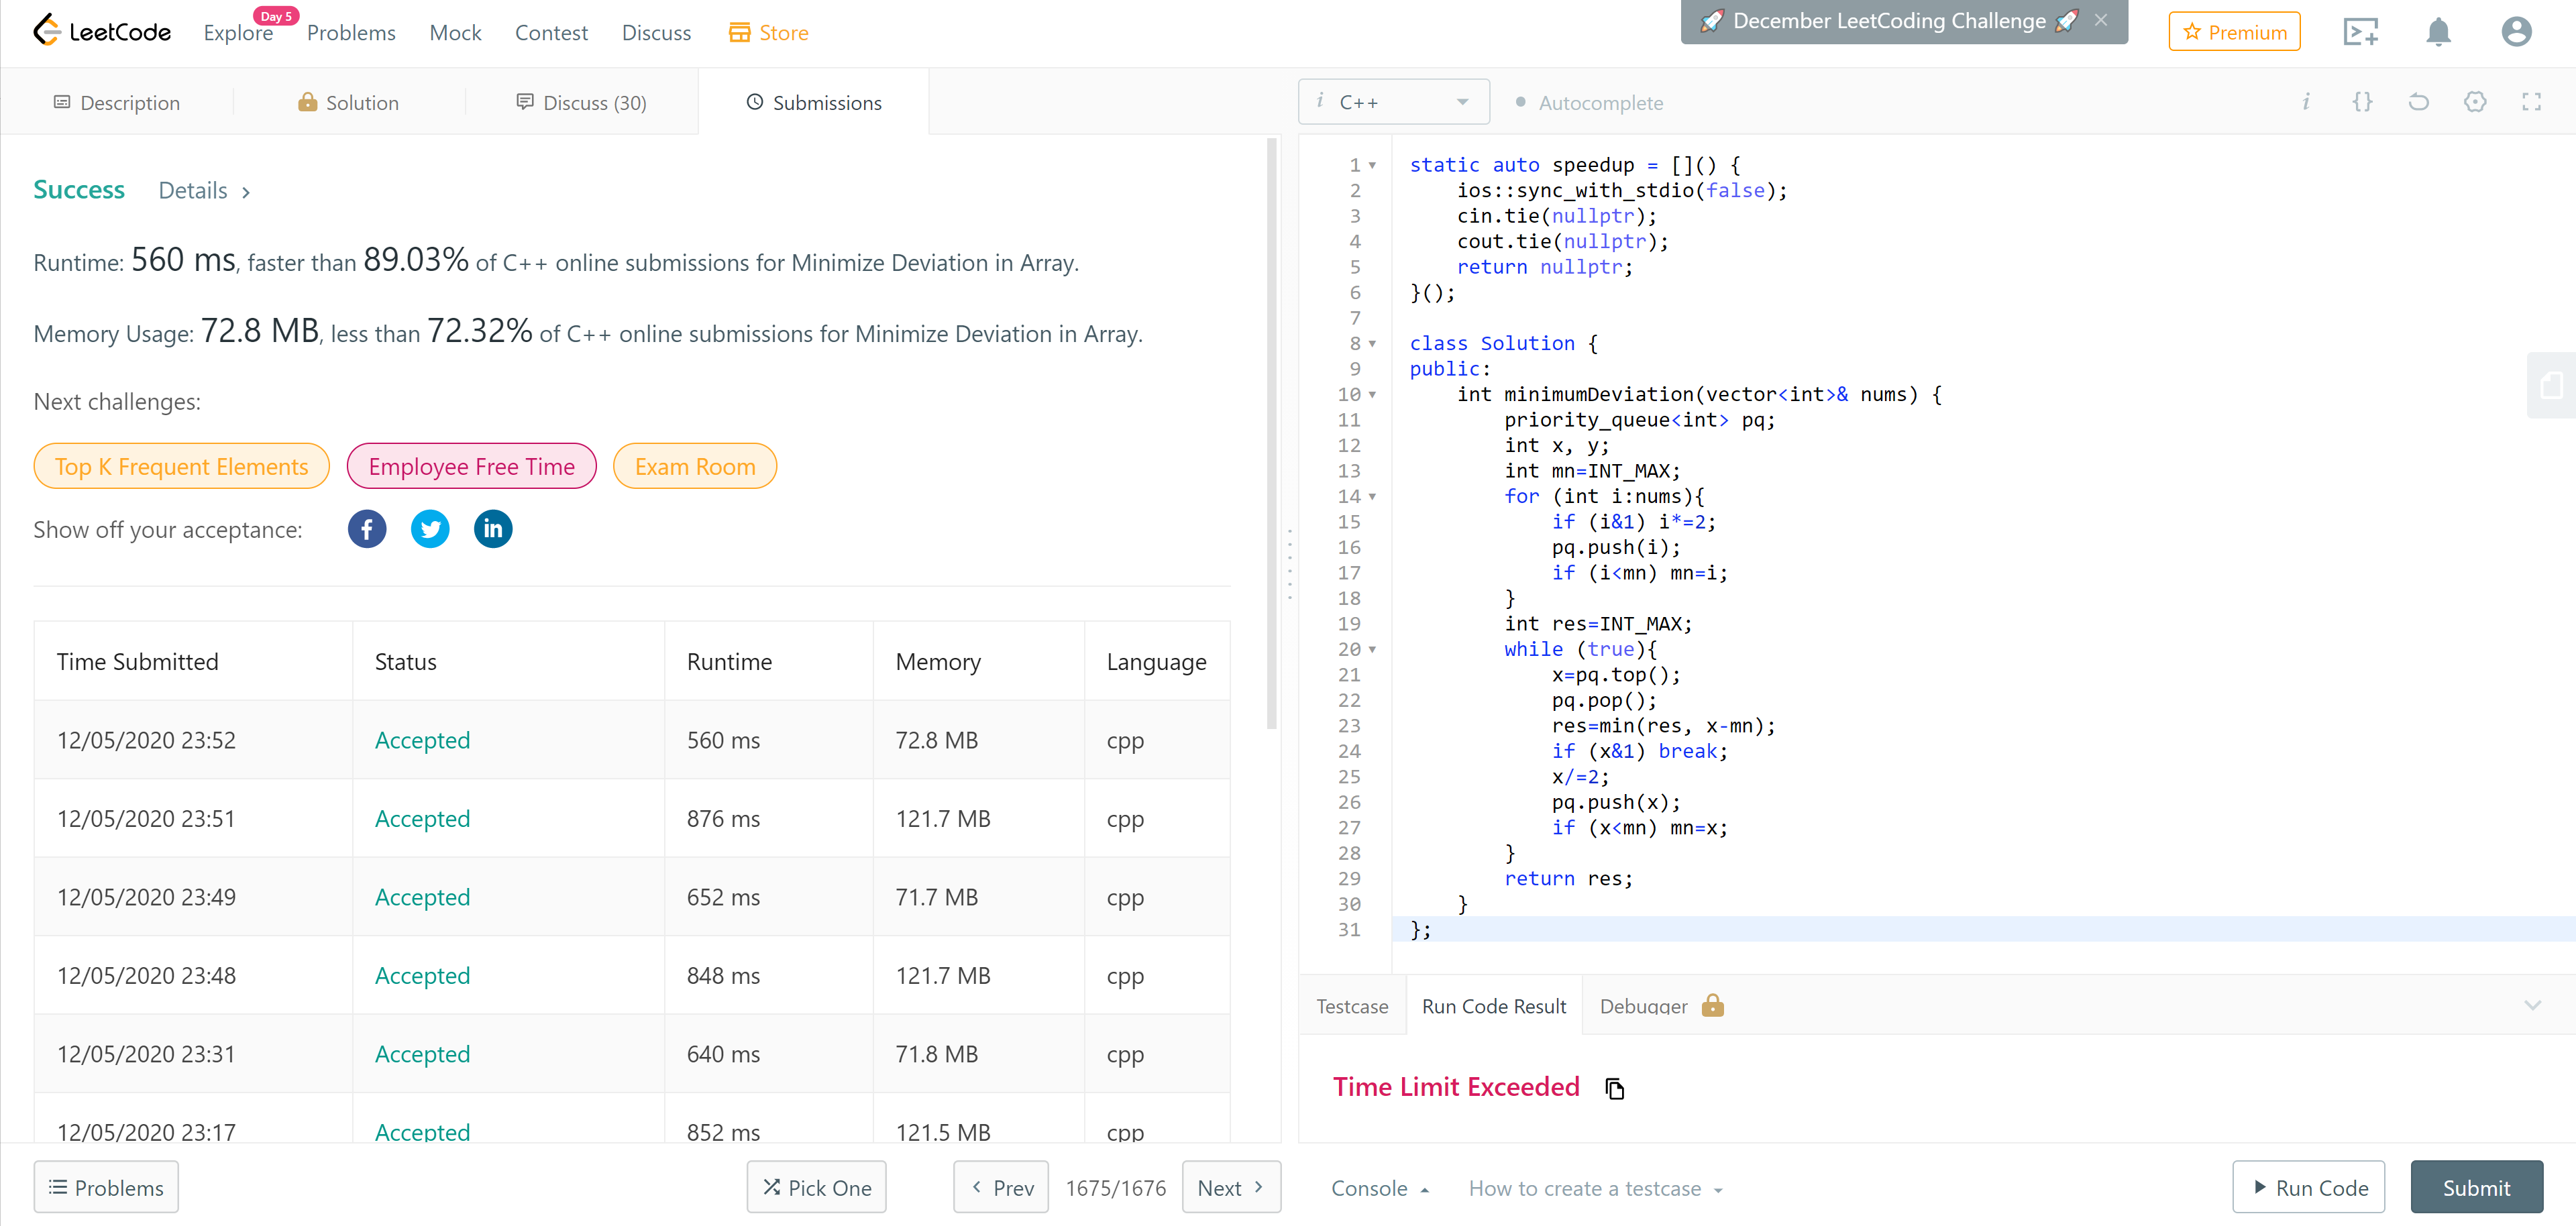 LeetCode Explore Day 5 Problems Mock Contest Discuss Store
🚀 December LeetCoding Challenge 🚀 ×
Premium
Description Solution Discuss (30) Submissions
Success Details >
Runtime: 560 ms, faster than 89.03% of C++ online submissions for Minimize Deviation in Array.
Memory Usage: 72.8 MB, less than 72.32% of C++ online submissions for Minimize Deviation in Array.
Next challenges:
Top K Frequent Elements Employee Free Time Exam Room
Show off your acceptance:
Time Submitted Status Runtime Memory Language
12/05/2020 23:52 Accepted 560 ms 72.8 MB cpp
12/05/2020 23:51 Accepted 876 ms 121.7 MB cpp
12/05/2020 23:49 Accepted 652 ms 71.7 MB cpp
12/05/2020 23:48 Accepted 848 ms 121.7 MB cpp
12/05/2020 23:31 Accepted 640 ms 71.8 MB cpp
12/05/2020 23:17 Accepted 852 ms 121.5 MB cpp
Problems Pick One < Prev 1675/1676 Next >
i C++ Autocomplete i {}
1 static auto speedup = []() {
2 ios::sync_with_stdio(false);
3 cin.tie(nullptr);
4 cout.tie(nullptr);
5 return nullptr;
6 }();
7
8 class Solution {
9 public:
10 int minimumDeviation(vector<int>& nums) {
11 priority_queue<int> pq;
12 int x, y;
13 int mn=INT_MAX;
14 for (int i:nums){
15 if (i&1) i*=2;
16 pq.push(i);
17 if (i<mn) mn=i;
18 }
19 int res=INT_MAX;
20 while (true){
21 x=pq.top();
22 pq.pop();
23 res=min(res, x-mn);
24 if (x&1) break;
25 x/=2;
26 pq.push(x);
27 if (x<mn) mn=x;
28 }
29 return res;
30 }
31 };
Testcase Run Code Result Debugger
Time Limit Exceeded
Console How to create a testcase Run Code Submit